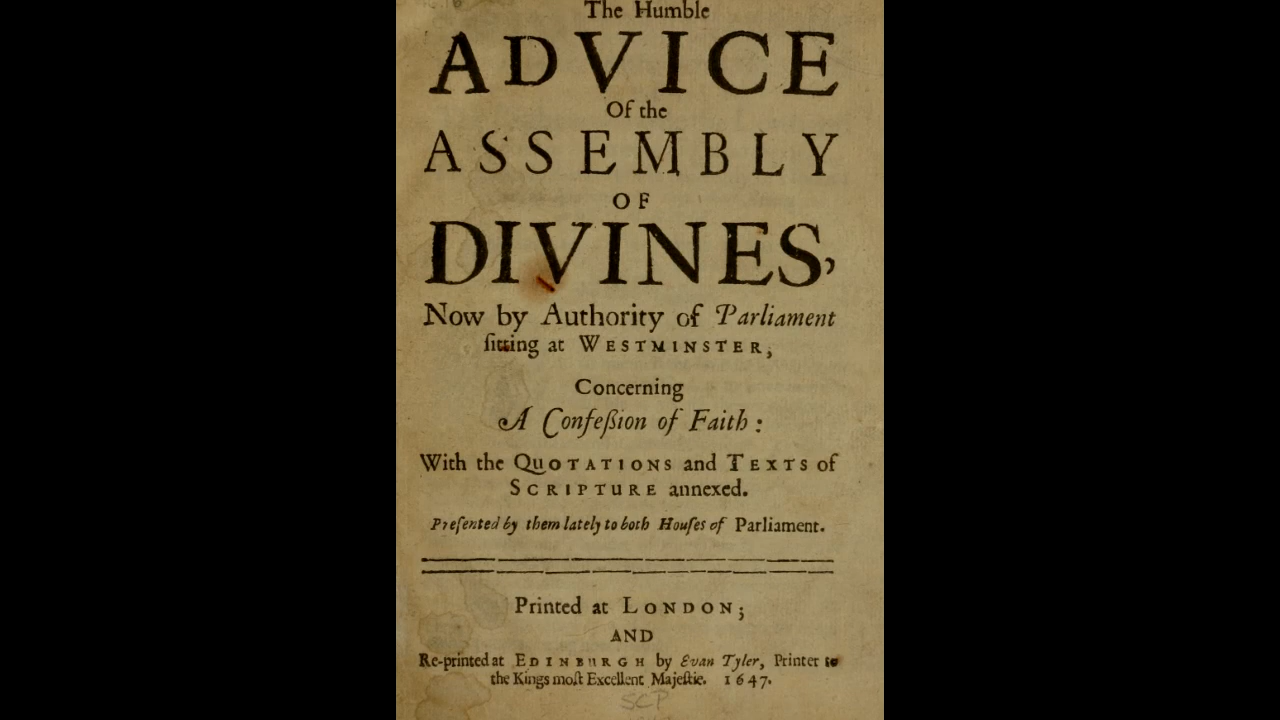 The Humble
ADVICE
Of the
ASSEMBLY
OF
DIVINES,
Now by Authority of Parliament
ſitting at WESTMINSTER,
Concerning
A Confeßion of Faith:
With the QUOTATIONS and TEXTS of
SCRIPTURE annexed.
Preſented by them lately to both Houſes of Parliament.
Printed at LONDON;
AND
Re-printed at EDINBURGH by Evan Tyler, Printer to
the Kings moſt Excellent Majeſtie. 1647.
SCP